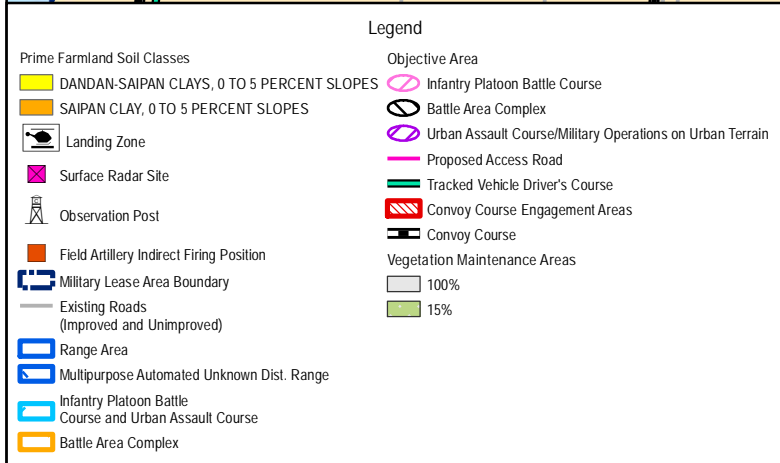 Legend
Prime Farmland Soil Classes
DANDAN-SAIPAN CLAYS, 0 TO 5 PERCENT SLOPES
SAIPAN CLAY, 0 TO 5 PERCENT SLOPES
Landing Zone
Surface Radar Site
Observation Post
Field Artillery Indirect Firing Position
Military Lease Area Boundary
Existing Roads
(Improved and Unimproved)
Range Area
Multipurpose Automated Unknown Dist. Range
Infantry Platoon Battle
Course and Urban Assault Course
Battle Area Complex
Objective Area
Infantry Platoon Battle Course
Battle Area Complex
Urban Assault Course/Military Operations on Urban Terrain
Proposed Access Road
Tracked Vehicle Driver's Course
Convoy Course Engagement Areas
Convoy Course
Vegetation Maintenance Areas
100%
15%